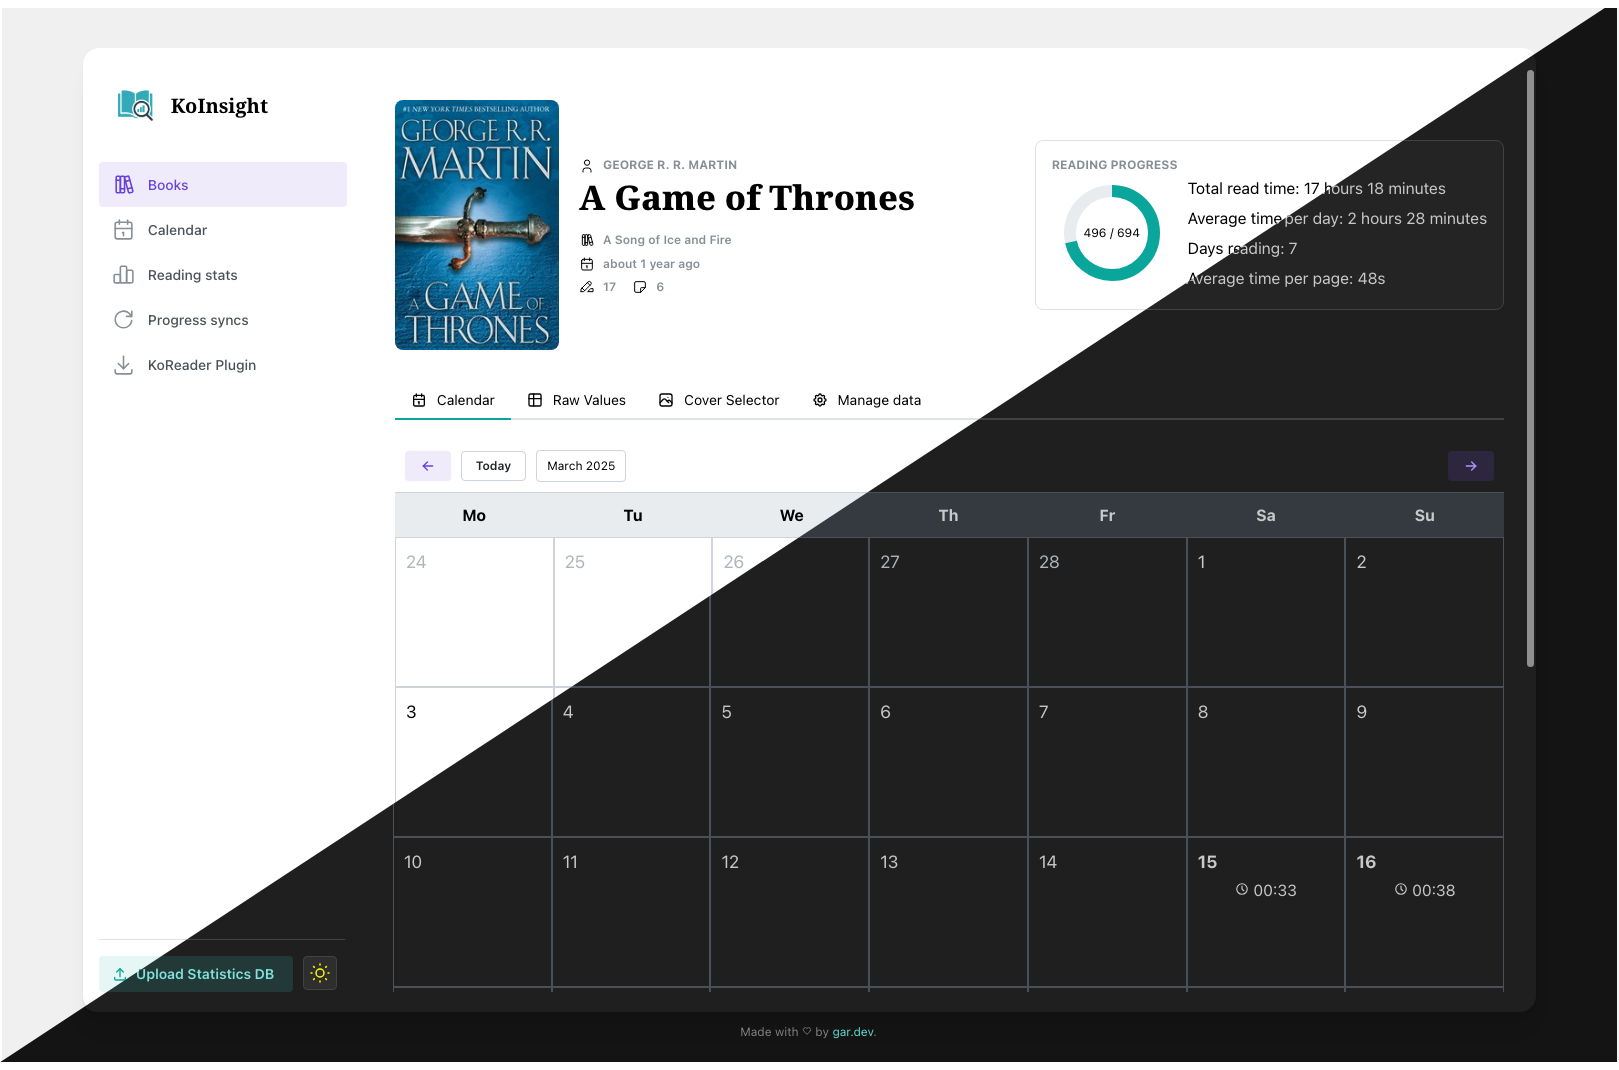 KoInsight
Books
Calendar
Reading stats
Progress syncs
KoReader Plugin
Upload Statistics DB
#1 NEW YORK TIMES BESTSELLING AUTHOR
GEORGE R.R.
MARTIN
A GAME OF
THRONES
GEORGE R. R. MARTIN
A Game of Thrones
A Song of Ice and Fire
about 1 year ago
17 6
READING PROGRESS
496 / 694
Total read time: 17 hours 18 minutes
Average time per day: 2 hours 28 minutes
Days reading: 7
Average time per page: 48s
Calendar Raw Values Cover Selector Manage data
Today March 2025
Mo Tu We Th Fr Sa Su
24 25 26 27 28 1 2
3 4 5 6 7 8 9
10 11 12 13 14 15 16
00:33 00:38
Made with ♡ by gar.dev.